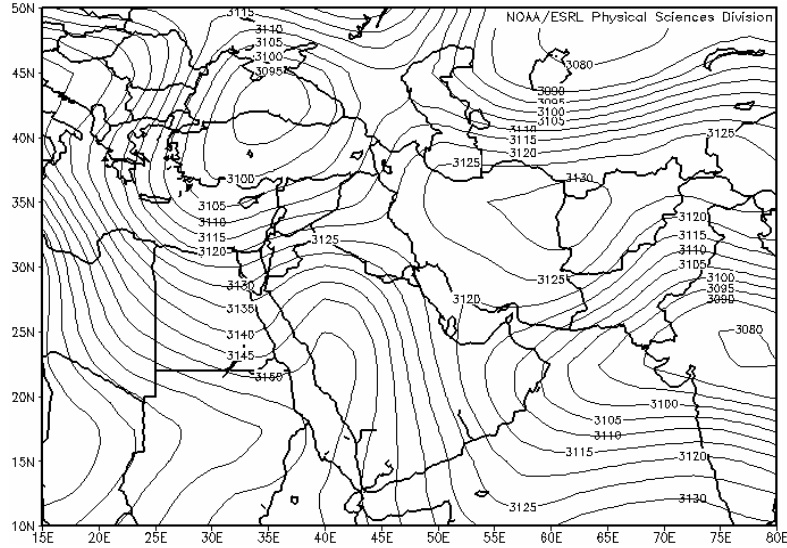 50N 3115 NOAA/ESRL Physical Sciences Division
3110
3105
3100 3080
45N 3095
3090
3095
3100
3105
3110 3125
40N 3115
3120
3125
3100 3130
35N 3105
3110 3120
3115 3125 3115
3120 3110
30N 3105
3130 3125 3100
3135 3120 3095
3090
25N 3140 3080
3145
3150
20N 3100
3105
3110
15N 3115 3120
3125 3130
10N
15E 20E 25E 30E 35E 40E 45E 50E 55E 60E 65E 70E 75E 80E